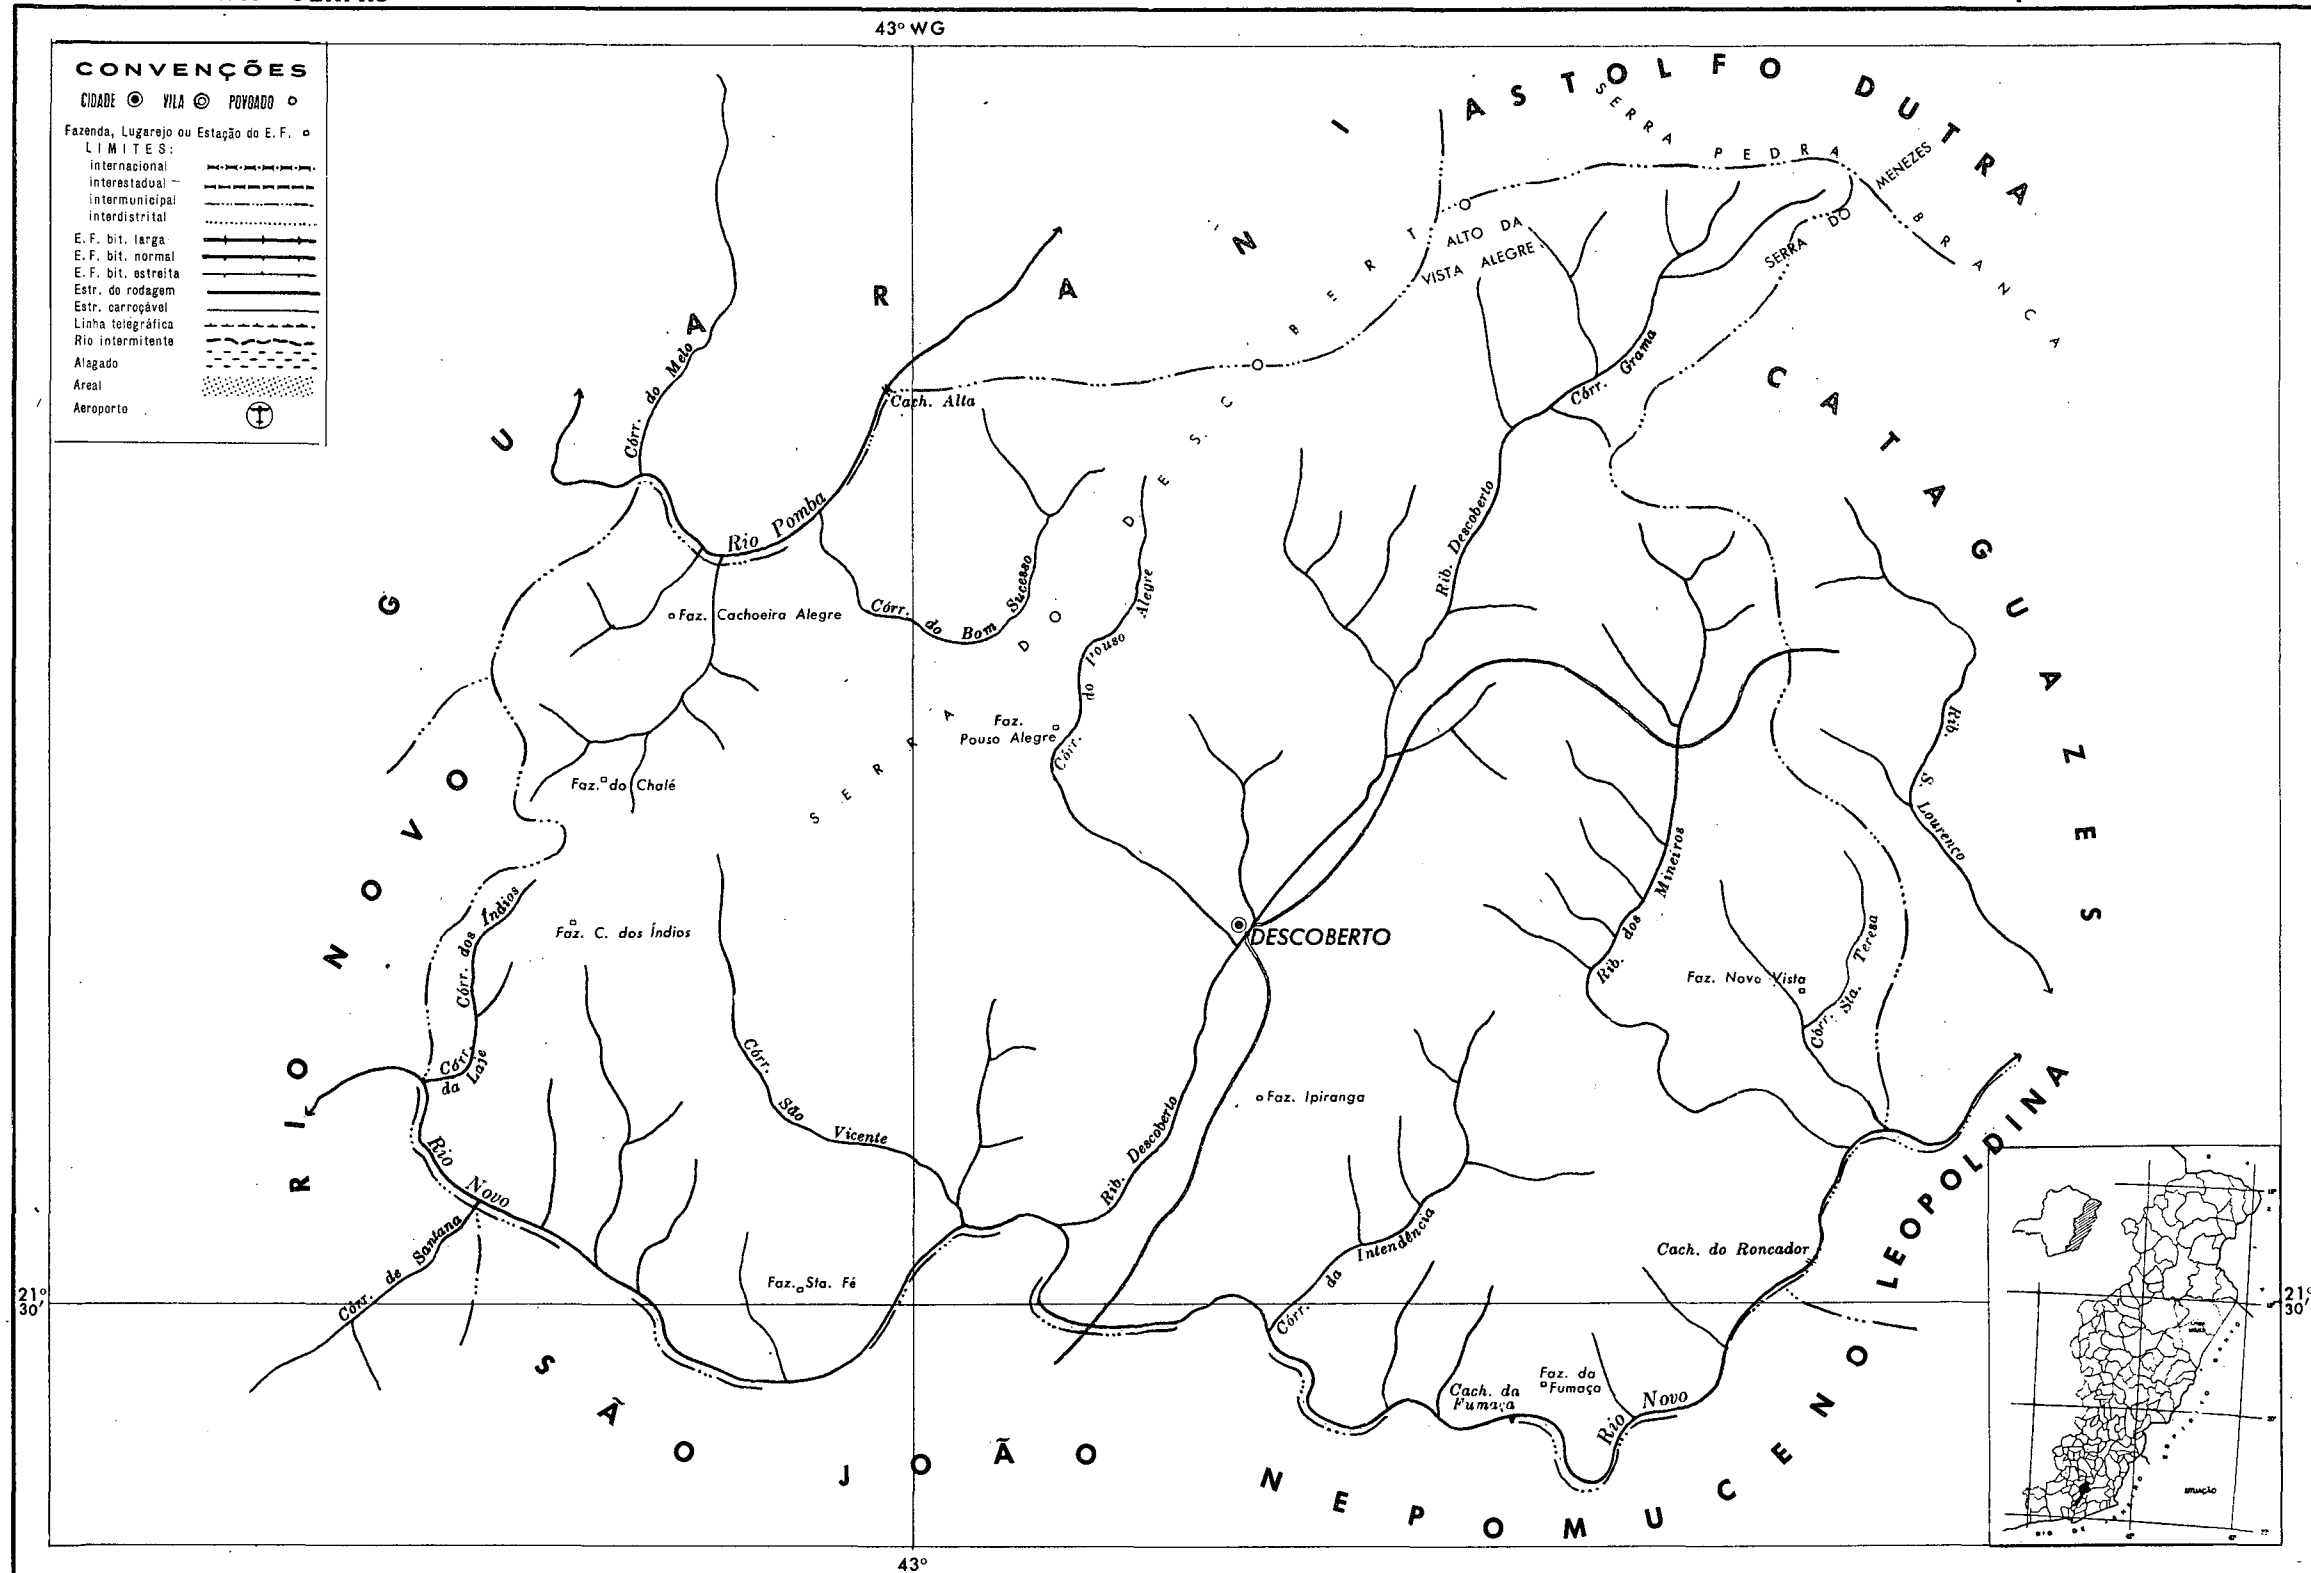 43° WG
CONVENÇÕES
CIDADE VILA POVOADO
Fazenda, Lugarejo ou Estação do E.F.
LIMITES:
internacional
interestadual
intermunicipal
interdistrital
E.F. bit. larga
E.F. bit. normal
E.F. bit. estreita
Estr. do rodagem
Estr. carroçável
Linha telegráfica
Rio intermitente
Alagado
Areal
Aeroporto
ASTOLFO DUTRA
SERRA PEDRA BRANCA
SERRA DO MENEZES
ALTO DA
VISTA ALEGRE
GUARANI
CATAGUAZES
Córr. do Melo
Cach. Alta
Córr. Grama
Rio Pomba
Rib. Descoberto
SERRA DO DESCOBERTO
Faz. Cachoeira Alegre
Córr. do Bom Sucesso
Córr. do Pouso Alegre
Faz.
Pouso Alegre
Rib. S. Lourenço
Faz. do Chalé
RIO NOVO
Córr. dos Índios
Faz. C. dos Índios
DESCOBERTO
Rib. dos Mineiros
Faz. Novo Vista
Córr. Sta. Teresa
Córr.
da Laje
Córr. São Vicente
Faz. Ipiranga
Rib. Descoberto
Rio Novo
Córr. de Santana
Faz. Sta. Fé
Córr. da Intendência
Cach. do Roncador
LEOPOLDINA
21°
30'
21°
30'
Faz. da
Fumaça
Cach. da
Fumaça
Rio Novo
SÃO JOÃO NEPOMUCENO
SITUAÇÃO
43°